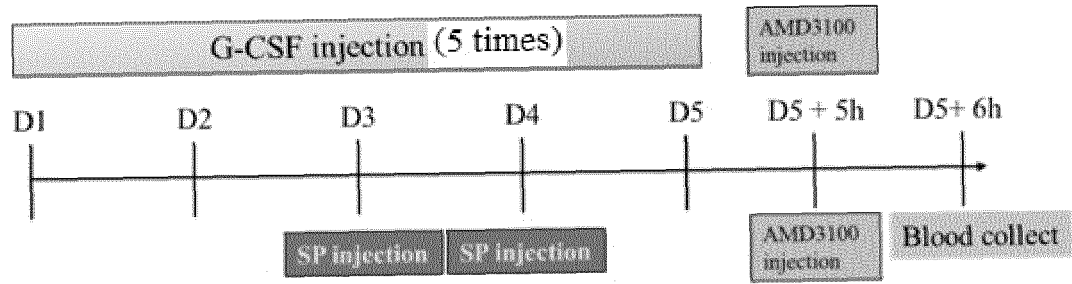 G-CSF injection (5 times)
AMD3100
injection
D1 D2 D3 D4 D5 D5 + 5h D5+ 6h
SP injection SP injection
AMD3100
injection
Blood collect